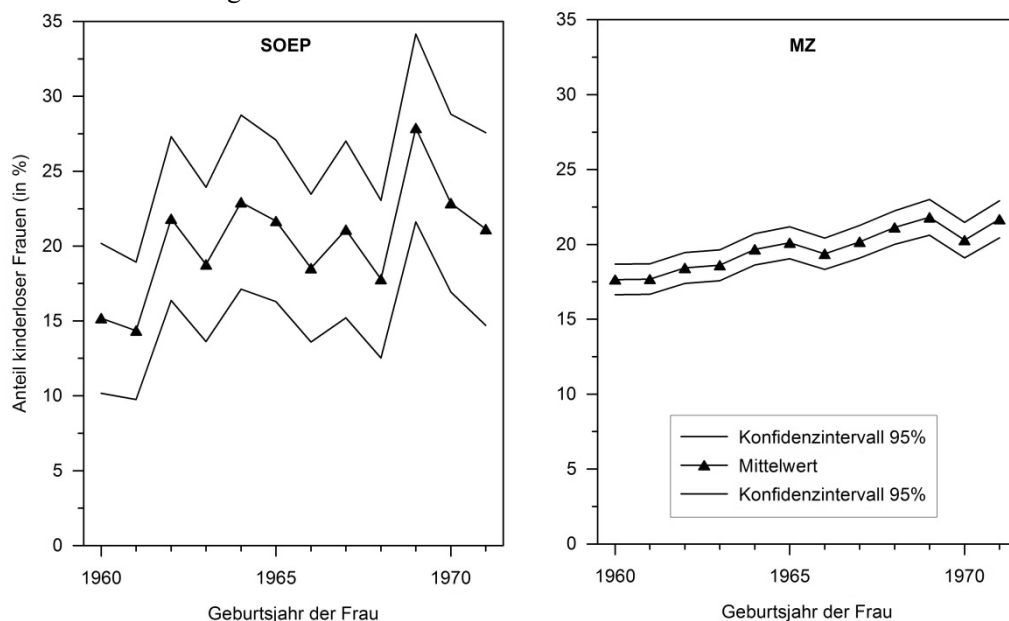 35
30
25
20
15
10
5
0
Anteil kinderloser Frauen (in %)
SOEP
1960
1965
1970
Geburtsjahr der Frau
35
30
25
20
15
10
5
0
MZ
Konfidenzintervall 95%
Mittelwert
Konfidenzintervall 95%
1960
1965
1970
Geburtsjahr der Frau